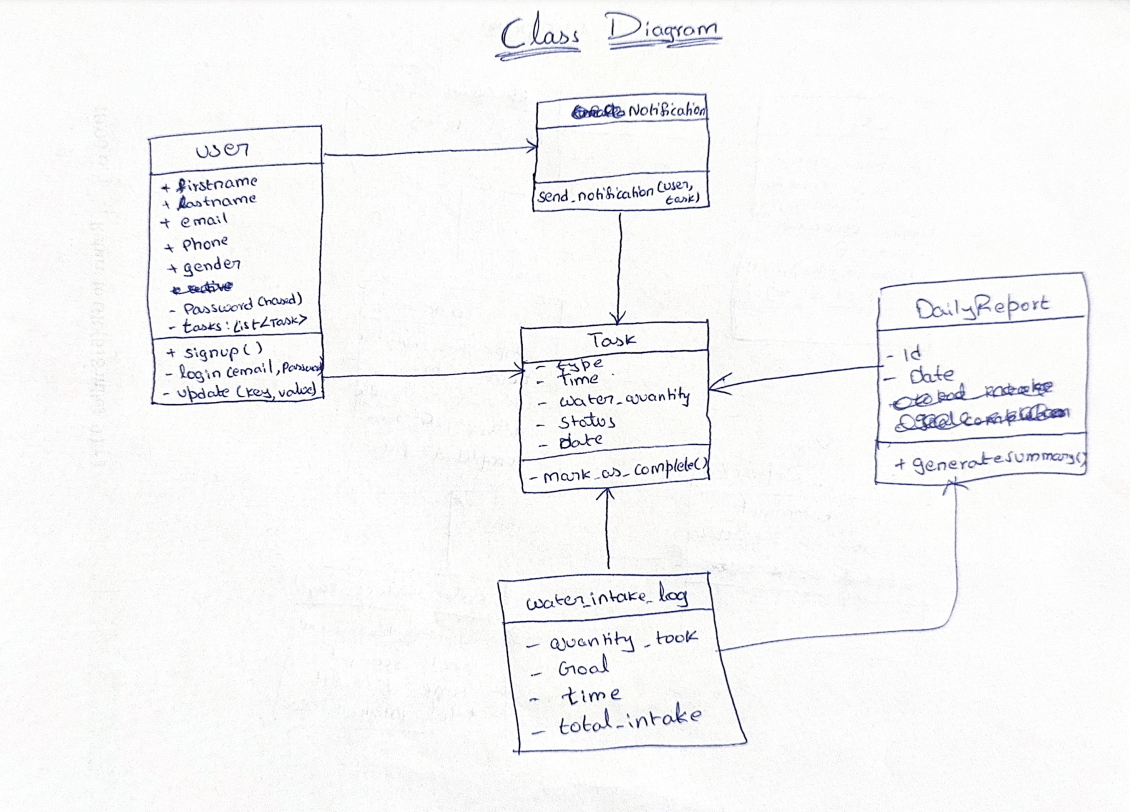 Class Diagram
Notification
send_notification(user,
task)
user
+ firstname
+ lastname
+ email
+ Phone
+ gender
- Password (hased)
- tasks : List<Task>
+ signup()
- login (email, Password)
- update (key, value)
Task
- type
- Time
- water_quantity
- Status
- Date
- mark_as_complete()
DailyReport
- Id
- Date
+ generatesummary()
water_intake_log
- quantity_took
- Goal
- time
- total_intake